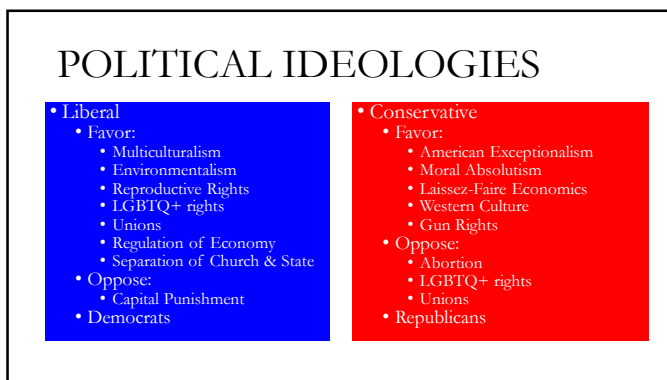 POLITICAL IDEOLOGIES
• Liberal
• Favor:
• Multiculturalism
• Environmentalism
• Reproductive Rights
• LGBTQ+ rights
• Unions
• Regulation of Economy
• Separation of Church & State
• Oppose:
• Capital Punishment
• Democrats
• Conservative
• Favor:
• American Exceptionalism
• Moral Absolutism
• Laissez-Faire Economics
• Western Culture
• Gun Rights
• Oppose:
• Abortion
• LGBTQ+ rights
• Unions
• Republicans